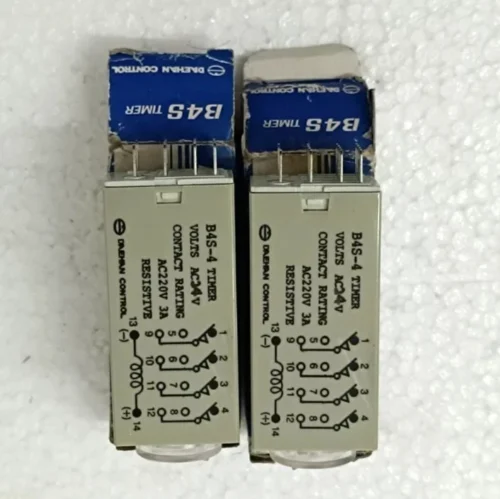 DAEHAN CONTROL
B4S TIMER
DAEHAN CONTROL
B4S TIMER
B4S-4 TIMER
VOLTS AC24V
CONTACT RATING
AC220V 3A
RESISTIVE
DAEHAN CONTROL
13 9 5 1
(-)
10 6 2
11 7 3
(+)
14 12 8 4
B4S-4 TIMER
VOLTS AC24V
CONTACT RATING
AC220V 3A
RESISTIVE
DAEHAN CONTROL
13 9 5 1
(-)
10 6 2
11 7 3
(+)
14 12 8 4